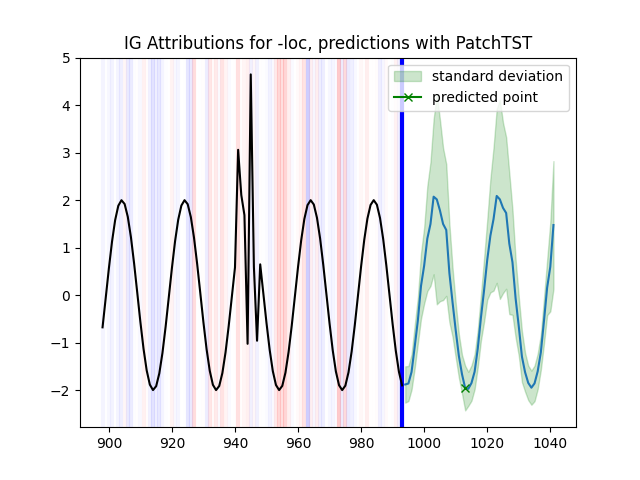 IG Attributions for -loc, predictions with PatchTST
5
4
3
2
1
0
−1
−2
standard deviation
predicted point
900 920 940 960 980 1000 1020 1040